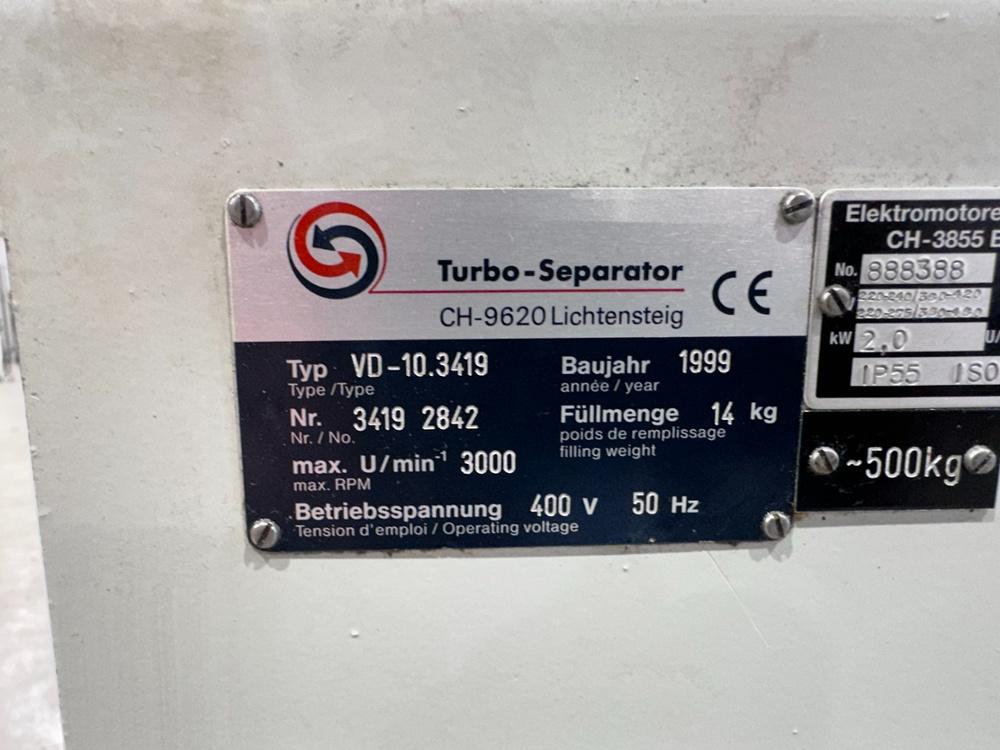 Turbo-Separator
CH-9620 Lichtensteig
CE
Typ VD-10.3419
Type /Type
Nr. 3419 2842
Nr. / No.
max. U/min⁻¹ 3000
max. RPM
Baujahr 1999
année / year
Füllmenge 14 kg
poids de remplissage
filling weight
Betriebsspannung 400 V 50 Hz
Tension d'emploi / Operating voltage
Elektromotore
CH-3855
No. 888388
kW 2,0
IP55 ISO
~500kg